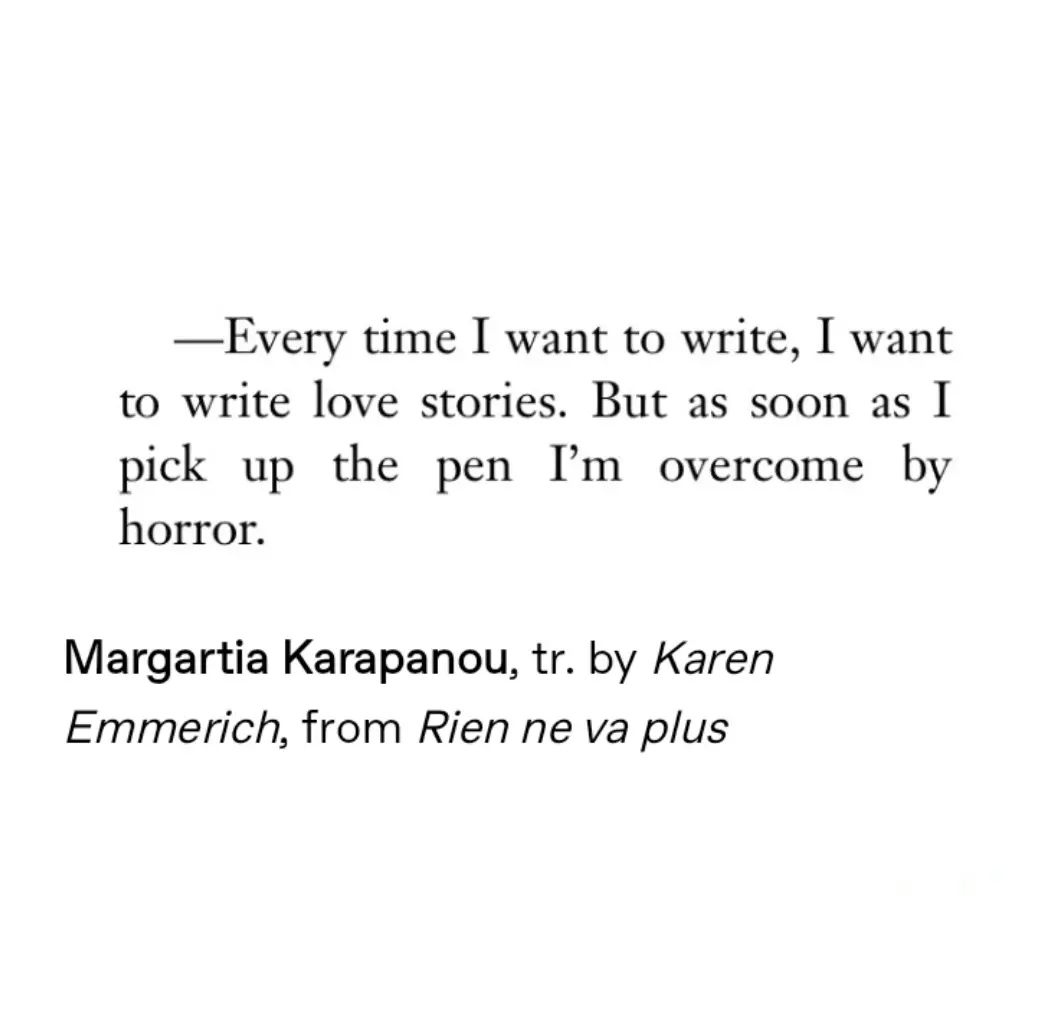 —Every time I want to write, I want
to write love stories. But as soon as I
pick up the pen I’m overcome by
horror.
Margartia Karapanou, tr. by Karen
Emmerich, from Rien ne va plus